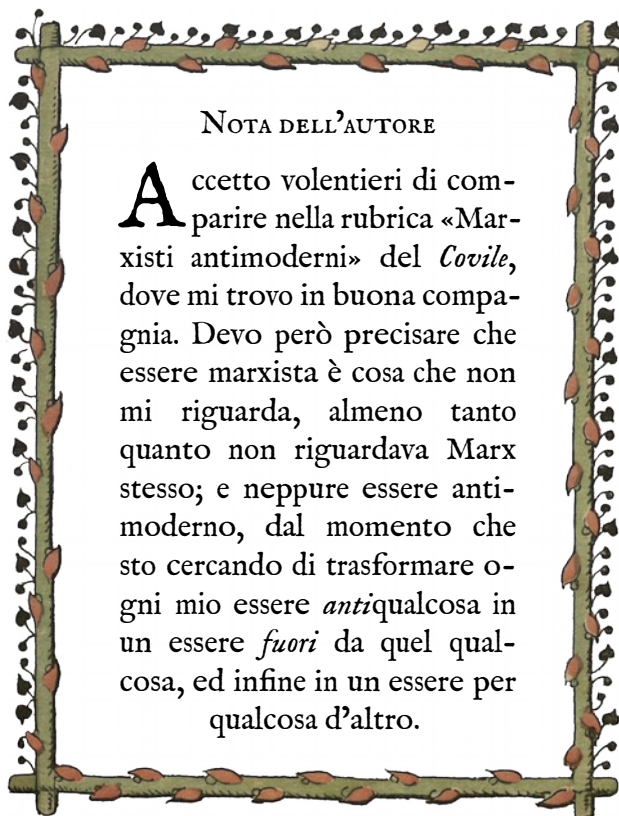 NOTA DELL’AUTORE
Accetto volentieri di com-
parire nella rubrica «Mar-
xisti antimoderni» del Covile,
dove mi trovo in buona compa-
gnia. Devo però precisare che
essere marxista è cosa che non
mi riguarda, almeno tanto
quanto non riguardava Marx
stesso; e neppure essere anti-
moderno, dal momento che
sto cercando di trasformare o-
gni mio essere antiqualcosa in
un essere fuori da quel qual-
cosa, ed infine in un essere per
qualcosa d’altro.